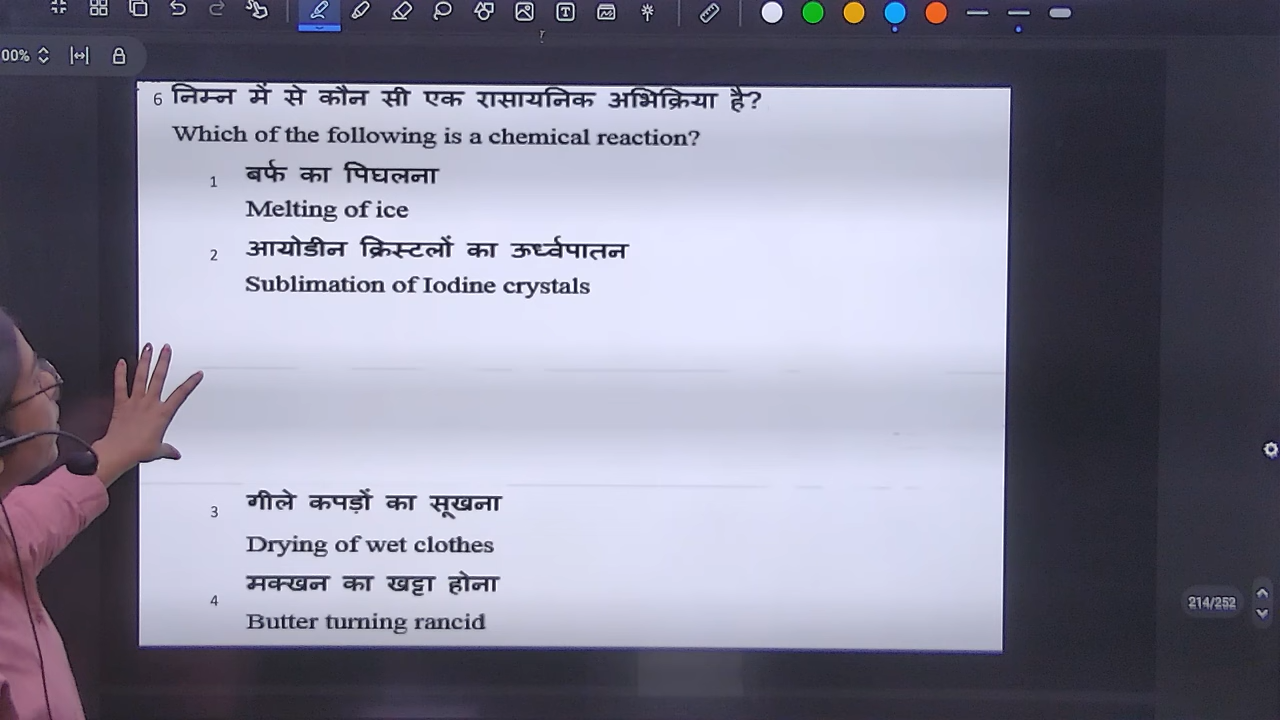 00%
6 निम्न में से कौन सी एक रासायनिक अभिक्रिया है?
Which of the following is a chemical reaction?
1 बर्फ का पिघलना
Melting of ice
2 आयोडीन क्रिस्टलों का ऊर्ध्वपातन
Sublimation of Iodine crystals
3 गीले कपड़ों का सूखना
Drying of wet clothes
4 मक्खन का खट्टा होना
Butter turning rancid
214/252